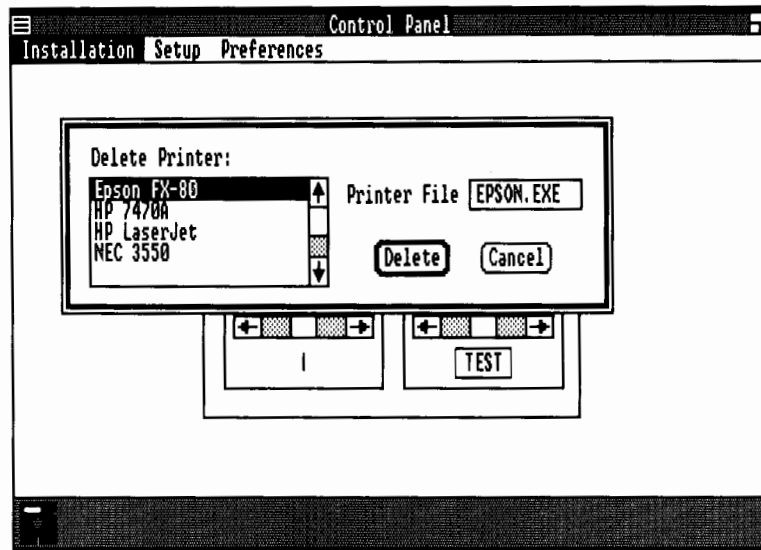 Control Panel
Installation Setup Preferences
Delete Printer:
Epson FX-80
HP 7470A
HP LaserJet
NEC 3550
Printer File EPSON.EXE
Delete Cancel
TEST